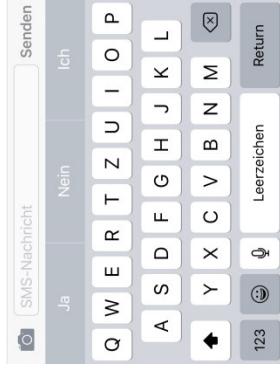 SMS-Nachricht Senden
Ja Nein Ich
Q W E R T Z U I O P
A S D F G H J K L
Y X C V B N M
123 Leerzeichen Return